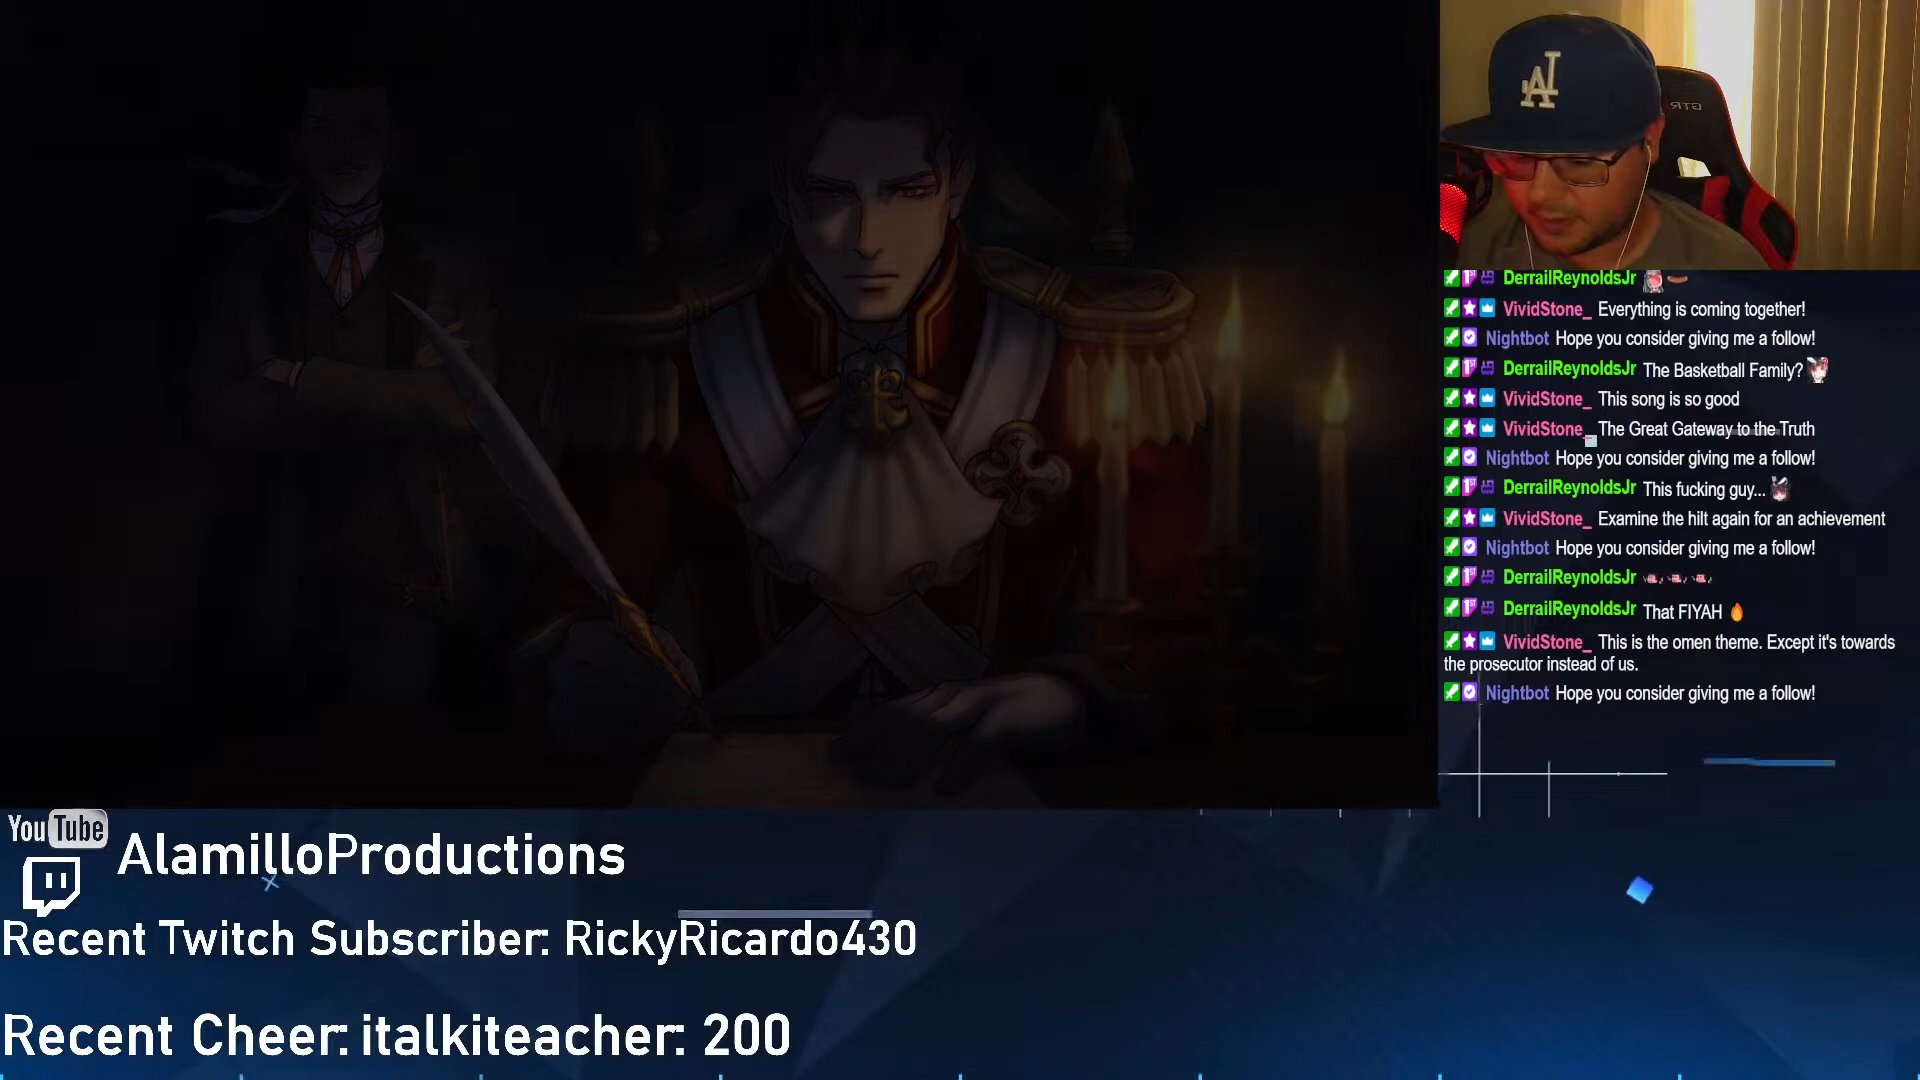 LA
GTR
DerrailReynoldsJr
VividStone_ Everything is coming together!
Nightbot Hope you consider giving me a follow!
DerrailReynoldsJr The Basketball Family?
VividStone_ This song is so good
VividStone_ The Great Gateway to the Truth
Nightbot Hope you consider giving me a follow!
DerrailReynoldsJr This fucking guy...
VividStone_ Examine the hilt again for an achievement
Nightbot Hope you consider giving me a follow!
DerrailReynoldsJr
DerrailReynoldsJr That FIYAH
VividStone_ This is the omen theme. Except it's towards
the prosecutor instead of us.
Nightbot Hope you consider giving me a follow!
YouTube
AlamilloProductions
Recent Twitch Subscriber: RickyRicardo430
Recent Cheer: italkiteacher: 200